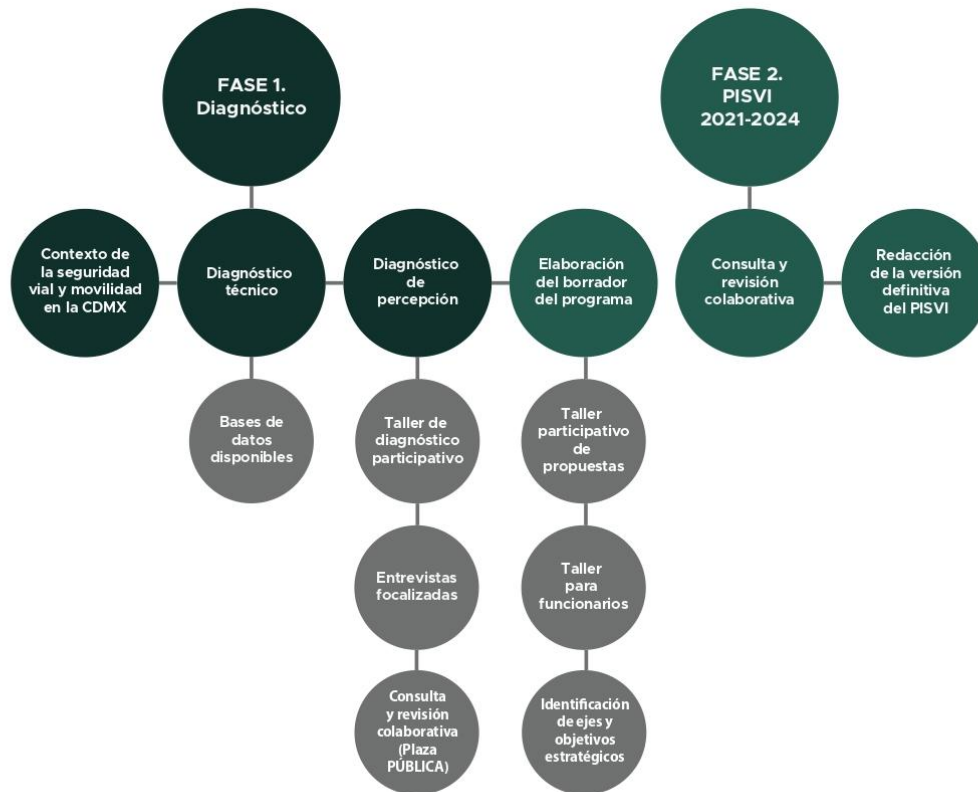 FASE 1.
Diagnóstico
FASE 2.
PISVI
2021-2024
Contexto de
la seguridad
vial y movilidad
en la CDMX
Diagnóstico
técnico
Diagnóstico
de
percepción
Elaboración
del borrador
del programa
Consulta y
revisión
colaborativa
Redacción
de la versión
definitiva
del PISVI
Bases de
datos
disponibles
Taller de
diagnóstico
participativo
Taller
participativo
de
propuestas
Entrevistas
focalizadas
Taller
para
funcionarios
Consulta
y revisión
colaborativa
(Plaza
PÚBLICA)
Identificación
de ejes y
objetivos
estratégicos